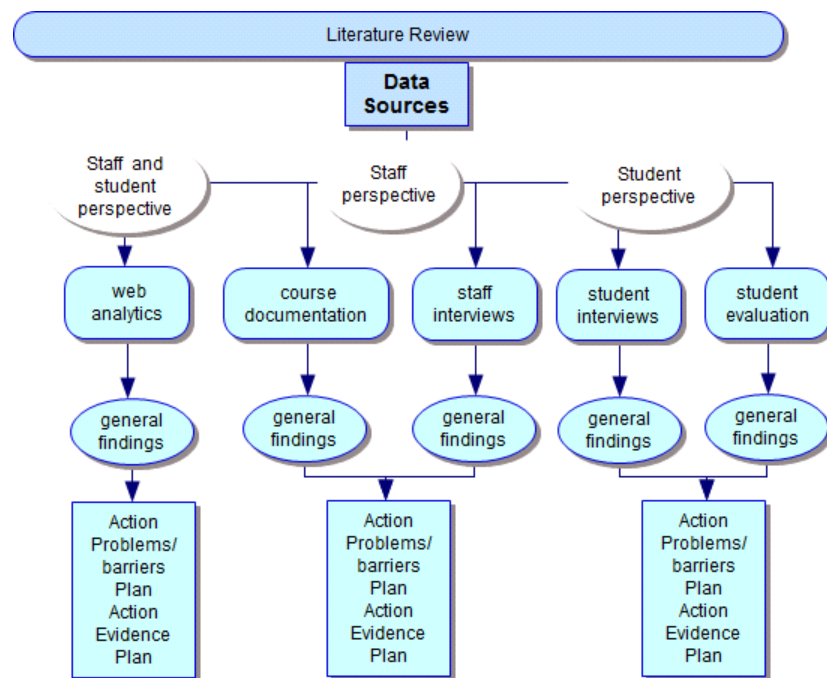 Literature Review
Data
Sources
Staff and
student
perspective
Staff
perspective
Student
perspective
web
analytics
course
documentation
staff
interviews
student
interviews
student
evaluation
general
findings
general
findings
general
findings
general
findings
general
findings
Action
Problems/
barriers
Plan
Action
Evidence
Plan
Action
Problems/
barriers
Plan
Action
Evidence
Plan
Action
Problems/
barriers
Plan
Action
Evidence
Plan